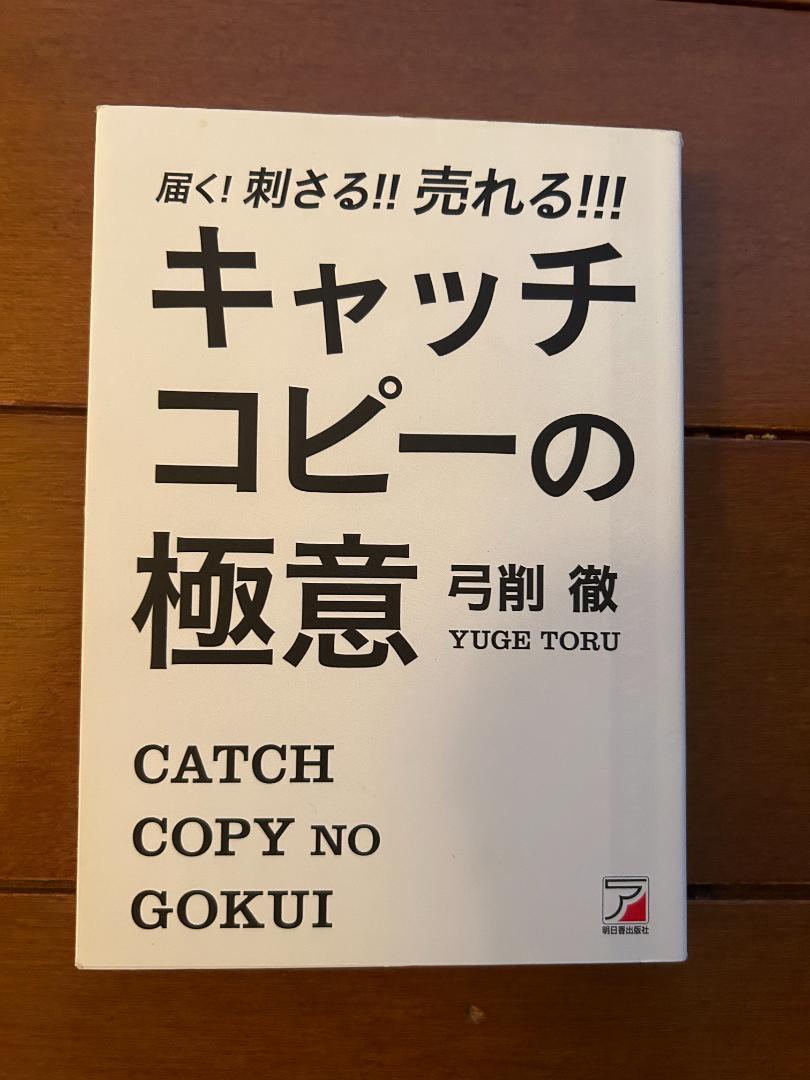 届く! 刺さる!! 売れる!!!
キャッチ
コピーの
極意
弓削 徹
YUGE TORU
CATCH
COPY NO
GOKUI
ア
明日香出版社